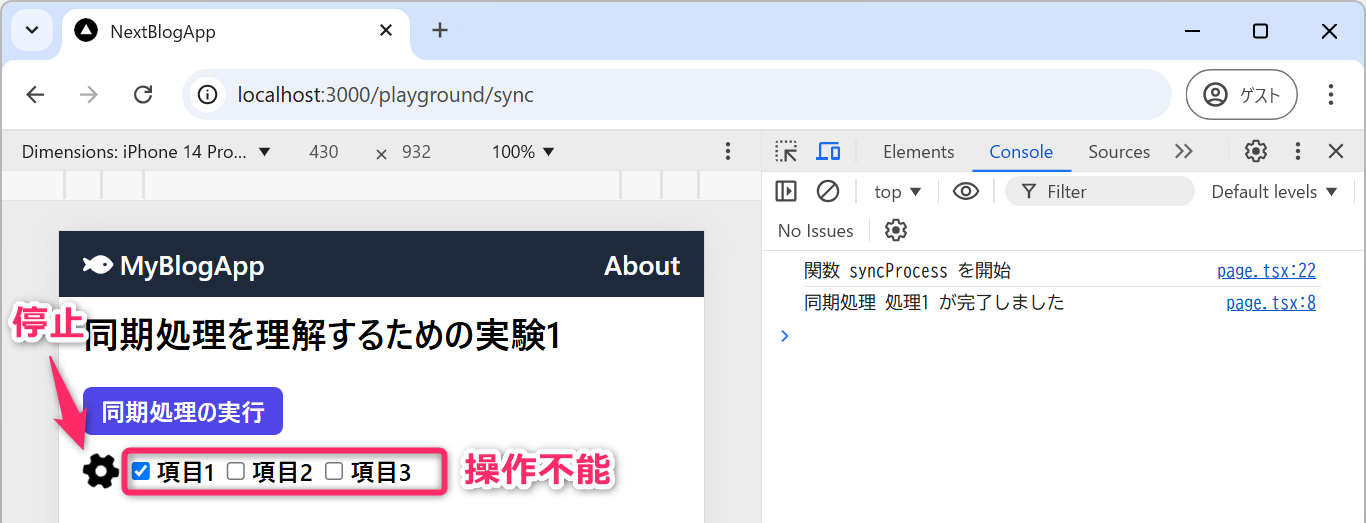 NextBlogApp
localhost:3000/playground/sync
ゲスト
Dimensions: iPhone 14 Pro... ▼ 430 × 932 100% ▼
Elements Console Sources
top ▼ Filter Default levels ▼
No Issues
MyBlogApp About
関数 syncProcess を開始 page.tsx:22
同期処理 処理1 が完了しました page.tsx:8
停止
同期処理を理解するための実験1
同期処理の実行
項目1 項目2 項目3
操作不能